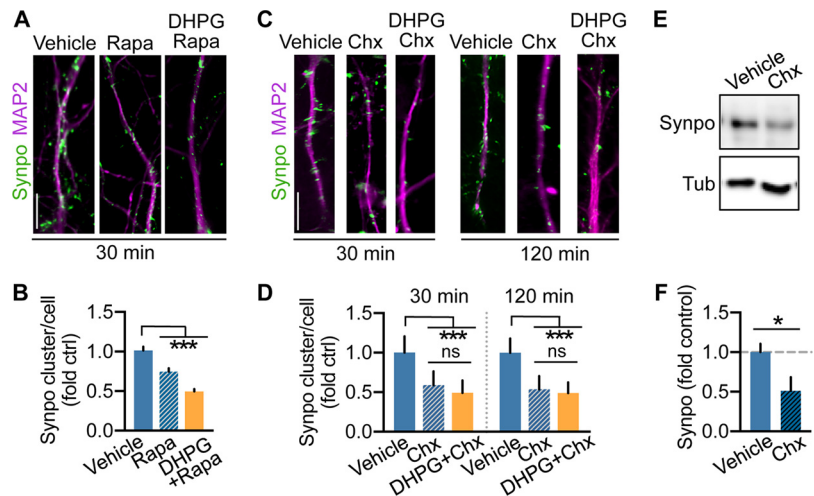 A
Vehicle Rapa DHPG Rapa
Synpo MAP2
30 min
C
Vehicle Chx DHPG Chx Vehicle Chx DHPG Chx
Synpo MAP2
30 min 120 min
E
Vehicle Chx
Synpo
Tub
B
Synpo cluster/cell
(fold ctrl)
1.5
1.0
0.5
0.0
***
Vehicle
Rapa
DHPG
+Rapa
D
Synpo cluster/cell
(fold ctrl)
30 min 120 min
1.5
1.0
0.5
0.0
*** ***
ns ns
Vehicle
Chx
DHPG+Chx
Vehicle
Chx
DHPG+Chx
F
Synpo (fold control)
1.5
1.0
0.5
0.0
*
Vehicle
Chx